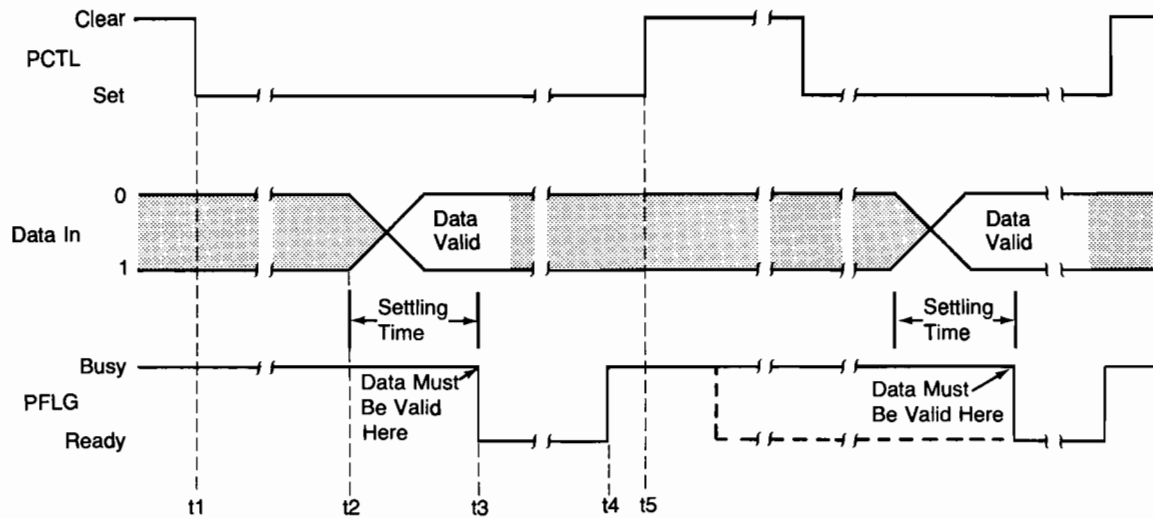 Clear
PCTL
Set
0
Data In
1
Data
Valid
Data
Valid
Settling
Time
Settling
Time
Busy
PFLG
Ready
Data Must
Be Valid
Here
Data Must
Be Valid Here
t1
t2
t3
t4
t5